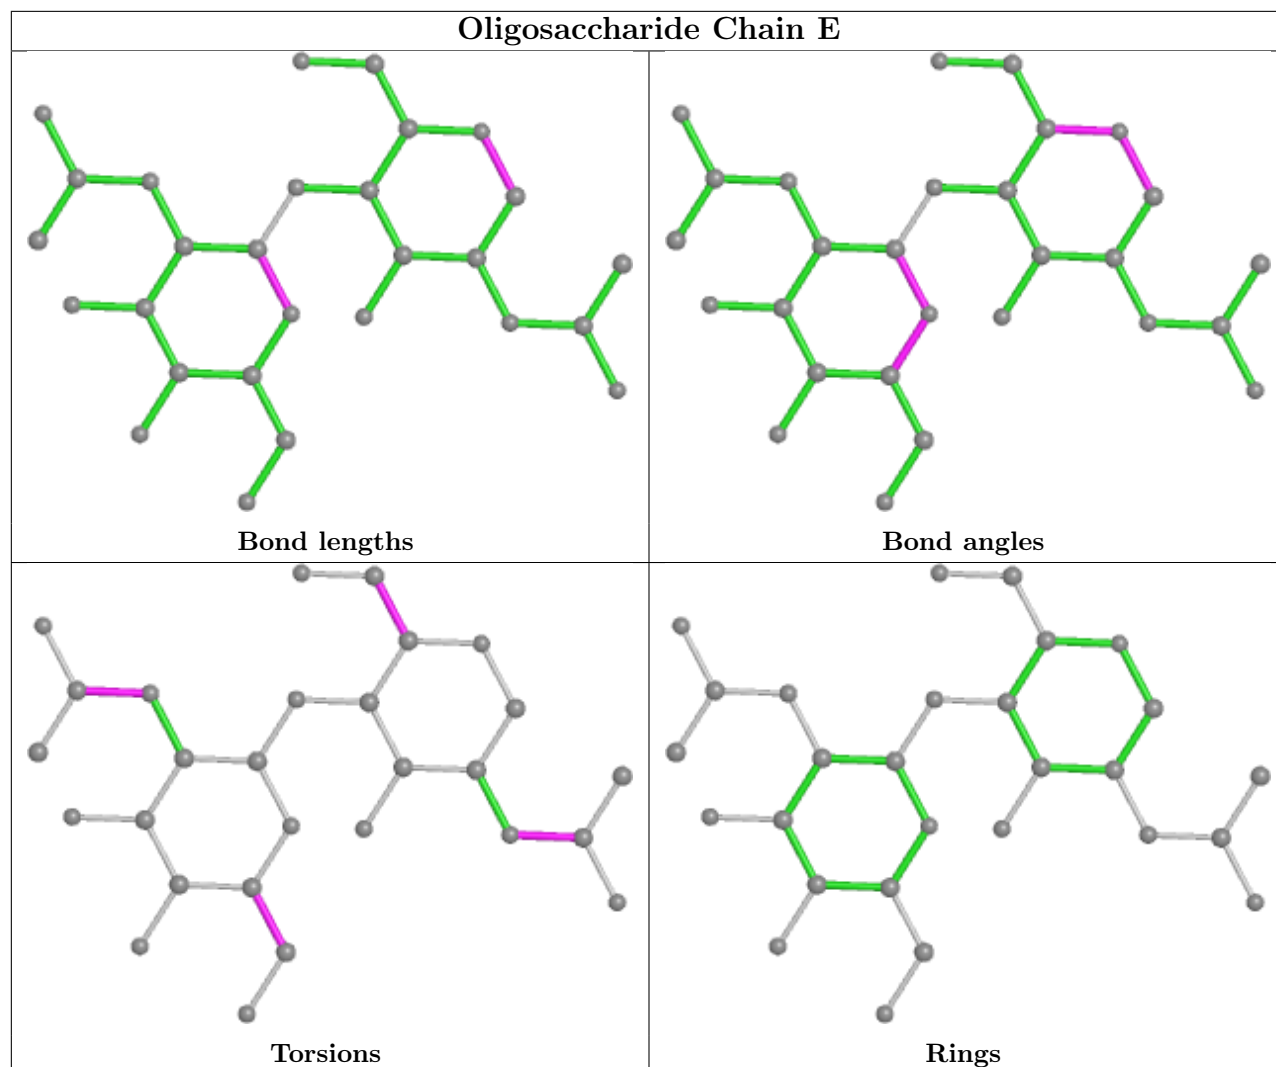 Oligosaccharide Chain E
Bond lengths
Bond angles
Torsions
Rings